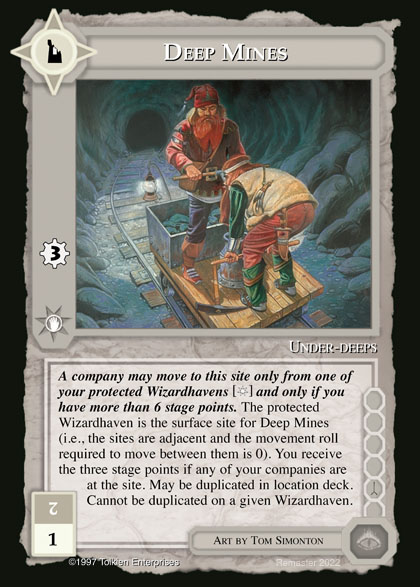 Deep Mines
3
Under-deeps
A company may move to this site only from one of
your protected Wizardhavens [☼] and only if you
have more than 6 stage points. The protected
Wizardhaven is the surface site for Deep Mines
(i.e., the sites are adjacent and the movement roll
required to move between them is 0). You receive
the three stage points if any of your companies are
at the site. May be duplicated in location deck.
Cannot be duplicated on a given Wizardhaven.
2
1
Art by Tom Simonton
©1997 Tolkien Enterprises
Remaster 2022